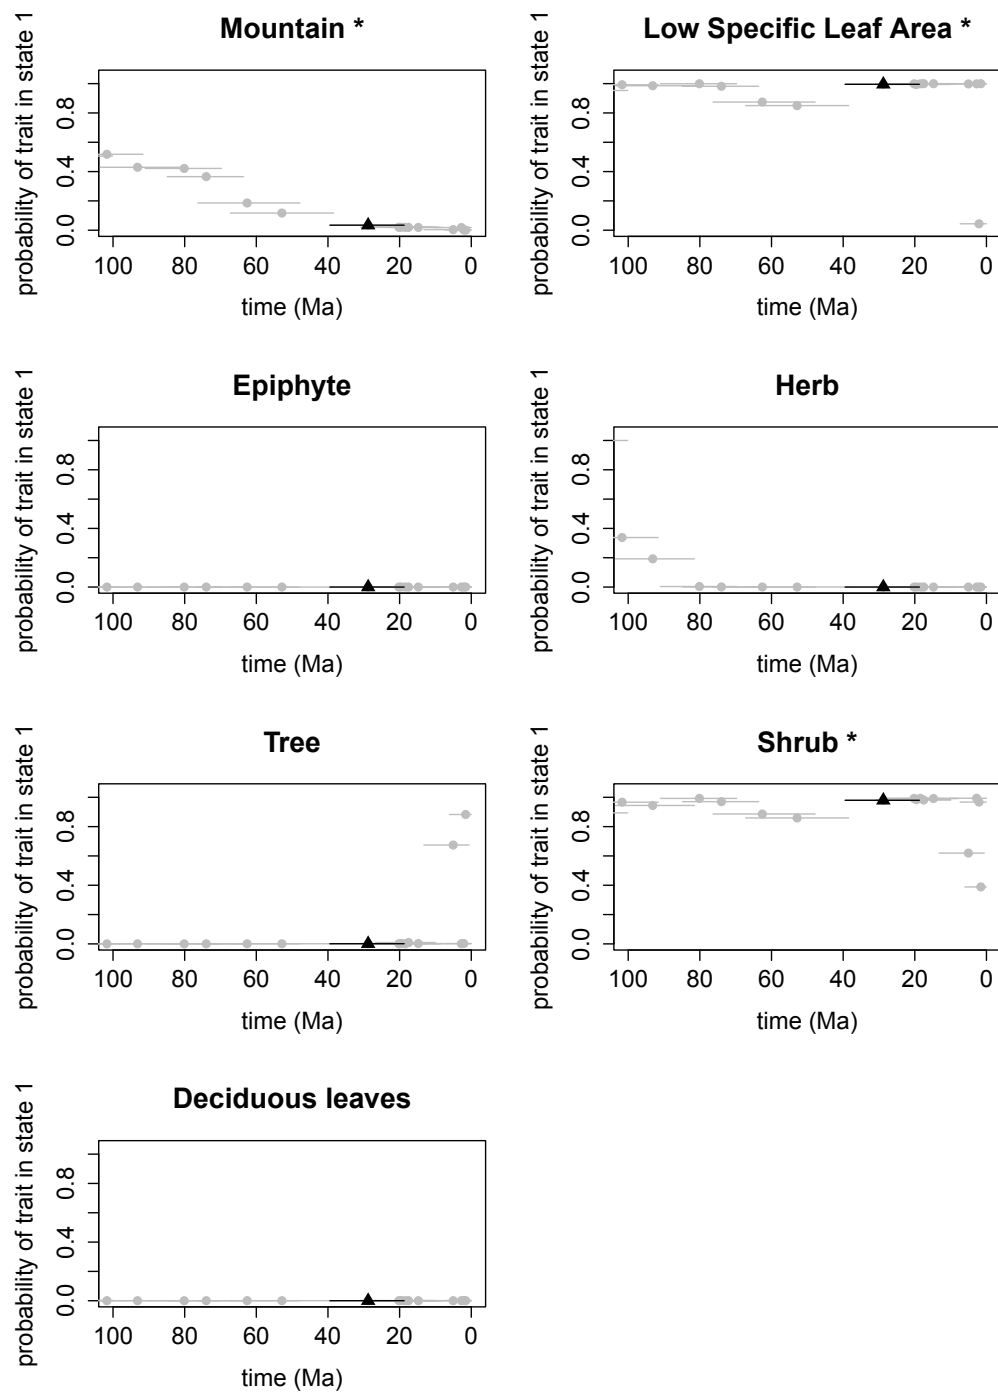 Mountain *
probability of trait in state 1
0.0 0.4 0.8
100 80 60 40 20 0
time (Ma)
Low Specific Leaf Area *
probability of trait in state 1
0.0 0.4 0.8
100 80 60 40 20 0
time (Ma)
Epiphyte
probability of trait in state 1
0.0 0.4 0.8
100 80 60 40 20 0
time (Ma)
Herb
probability of trait in state 1
0.0 0.4 0.8
100 80 60 40 20 0
time (Ma)
Tree
probability of trait in state 1
0.0 0.4 0.8
100 80 60 40 20 0
time (Ma)
Shrub *
probability of trait in state 1
0.0 0.4 0.8
100 80 60 40 20 0
time (Ma)
Deciduous leaves
probability of trait in state 1
0.0 0.4 0.8
100 80 60 40 20 0
time (Ma)